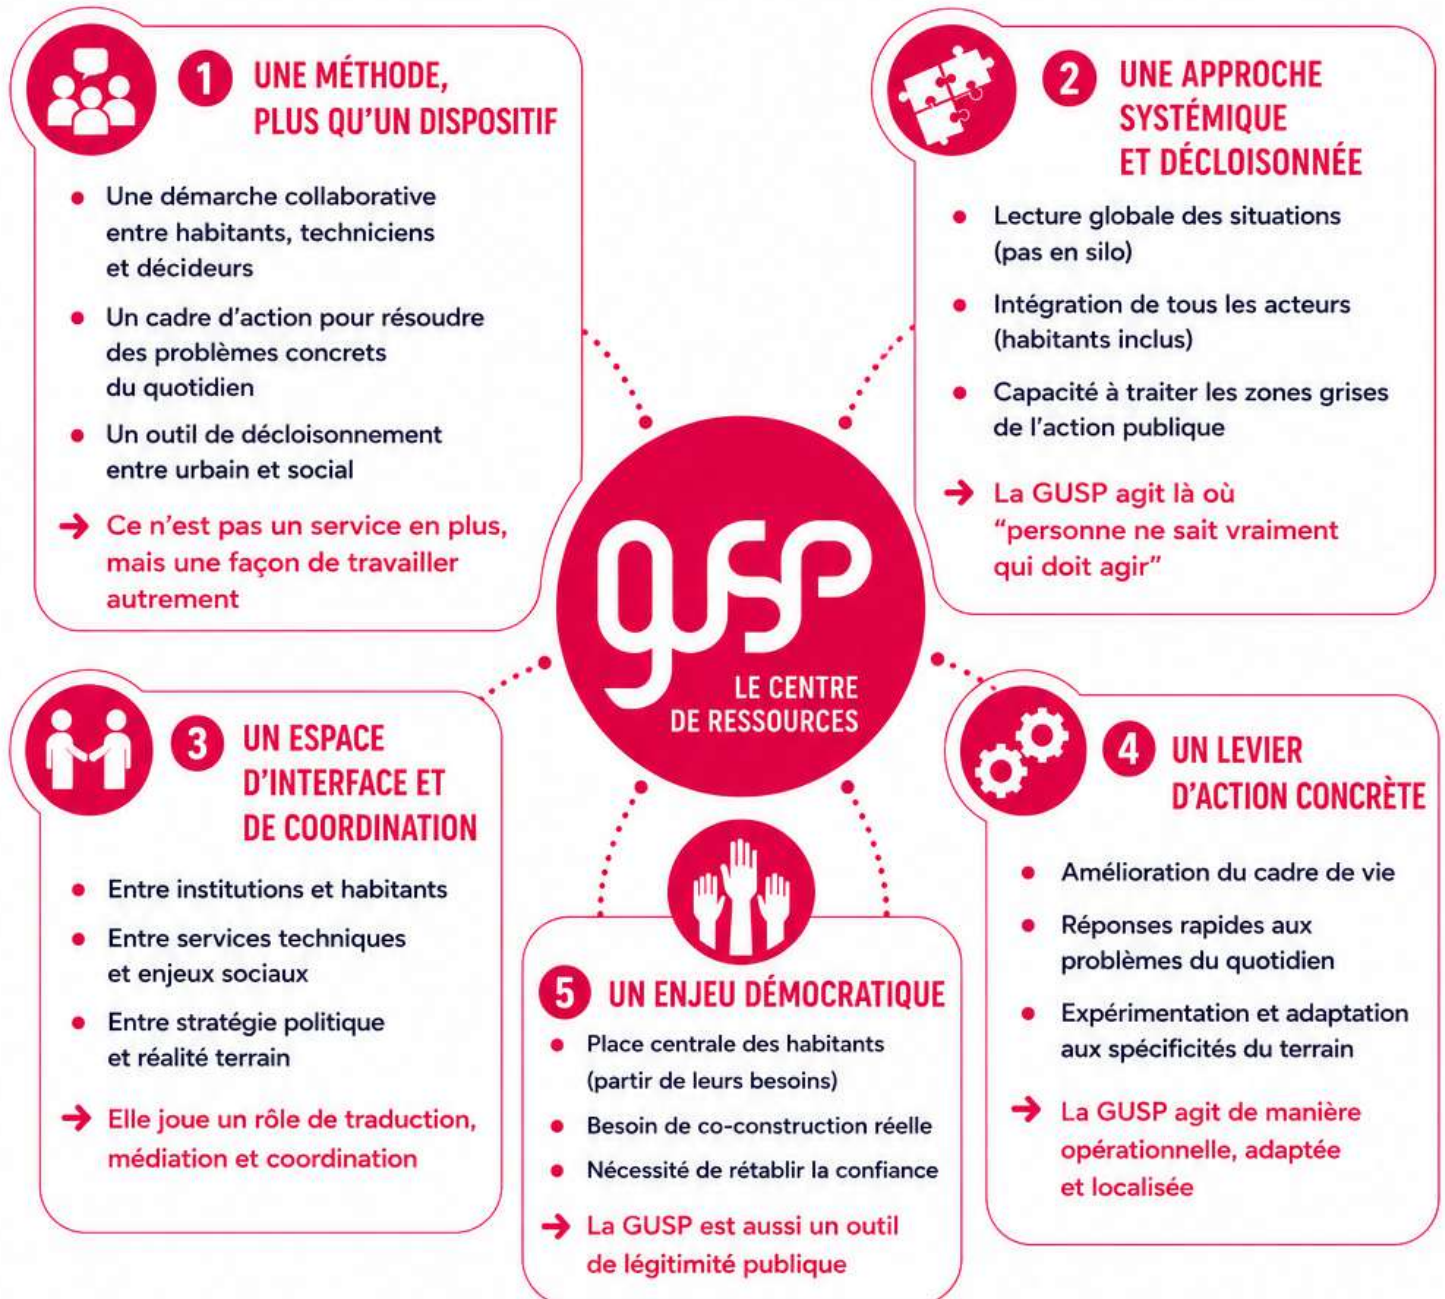 1 UNE MÉTHODE,
PLUS QU'UN DISPOSITIF
• Une démarche collaborative
entre habitants, techniciens
et décideurs
• Un cadre d'action pour résoudre
des problèmes concrets
du quotidien
• Un outil de décloisonnement
entre urbain et social
→ Ce n'est pas un service en plus,
mais une façon de travailler
autrement
2 UNE APPROCHE
SYSTÉMIQUE
ET DÉCLOISONNÉE
• Lecture globale des situations
(pas en silo)
• Intégration de tous les acteurs
(habitants inclus)
• Capacité à traiter les zones grises
de l'action publique
→ La GUSP agit là où
“personne ne sait vraiment
qui doit agir”
gusp
LE CENTRE
DE RESSOURCES
3 UN ESPACE
D'INTERFACE ET
DE COORDINATION
• Entre institutions et habitants
• Entre services techniques
et enjeux sociaux
• Entre stratégie politique
et réalité terrain
→ Elle joue un rôle de traduction,
médiation et coordination
4 UN LEVIER
D'ACTION CONCRÈTE
• Amélioration du cadre de vie
• Réponses rapides aux
problèmes du quotidien
• Expérimentation et adaptation
aux spécificités du terrain
→ La GUSP agit de manière
opérationnelle, adaptée
et localisée
5 UN ENJEU DÉMOCRATIQUE
• Place centrale des habitants
(partir de leurs besoins)
• Besoin de co-construction réelle
• Nécessité de rétablir la confiance
→ La GUSP est aussi un outil
de légitimité publique